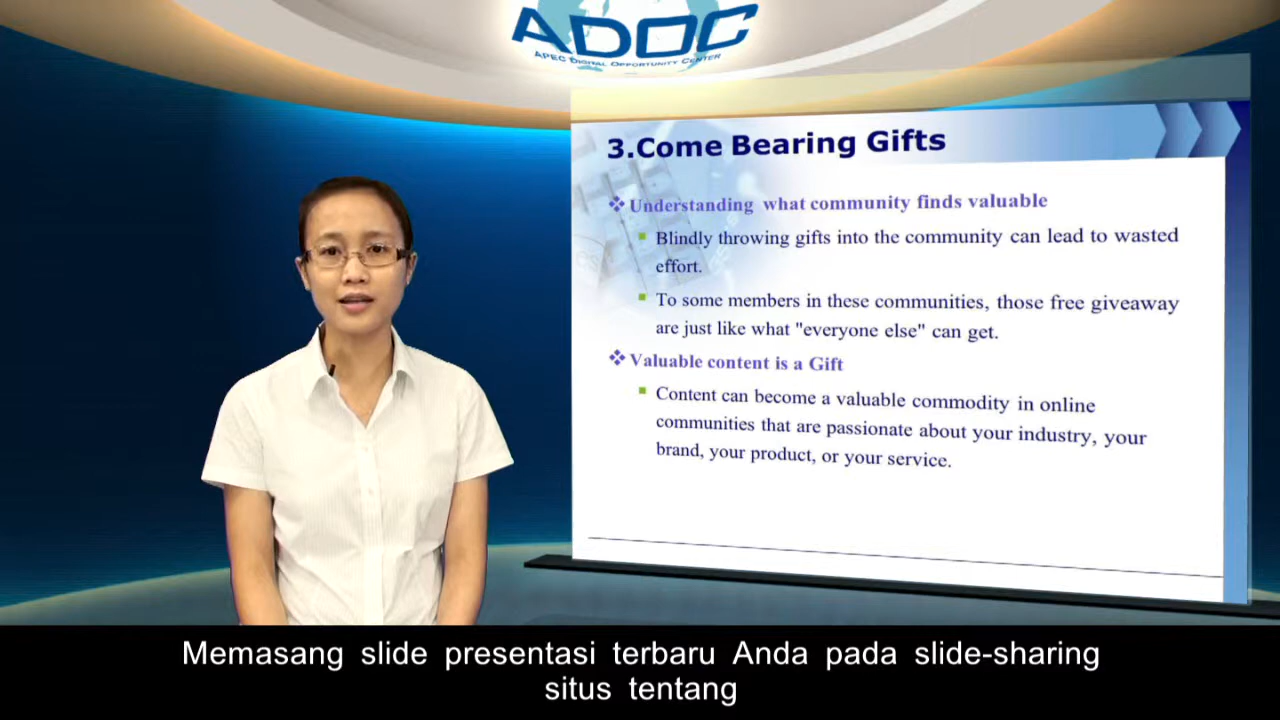 ADOC
APEC DIGITAL OPPORTUNITY CENTER
3.Come Bearing Gifts
Understanding what community finds valuable
Blindly throwing gifts into the community can lead to wasted
effort.
To some members in these communities, those free giveaway
are just like what "everyone else" can get.
Valuable content is a Gift
Content can become a valuable commodity in online
communities that are passionate about your industry, your
brand, your product, or your service.
Memasang slide presentasi terbaru Anda pada slide-sharing
situs tentang